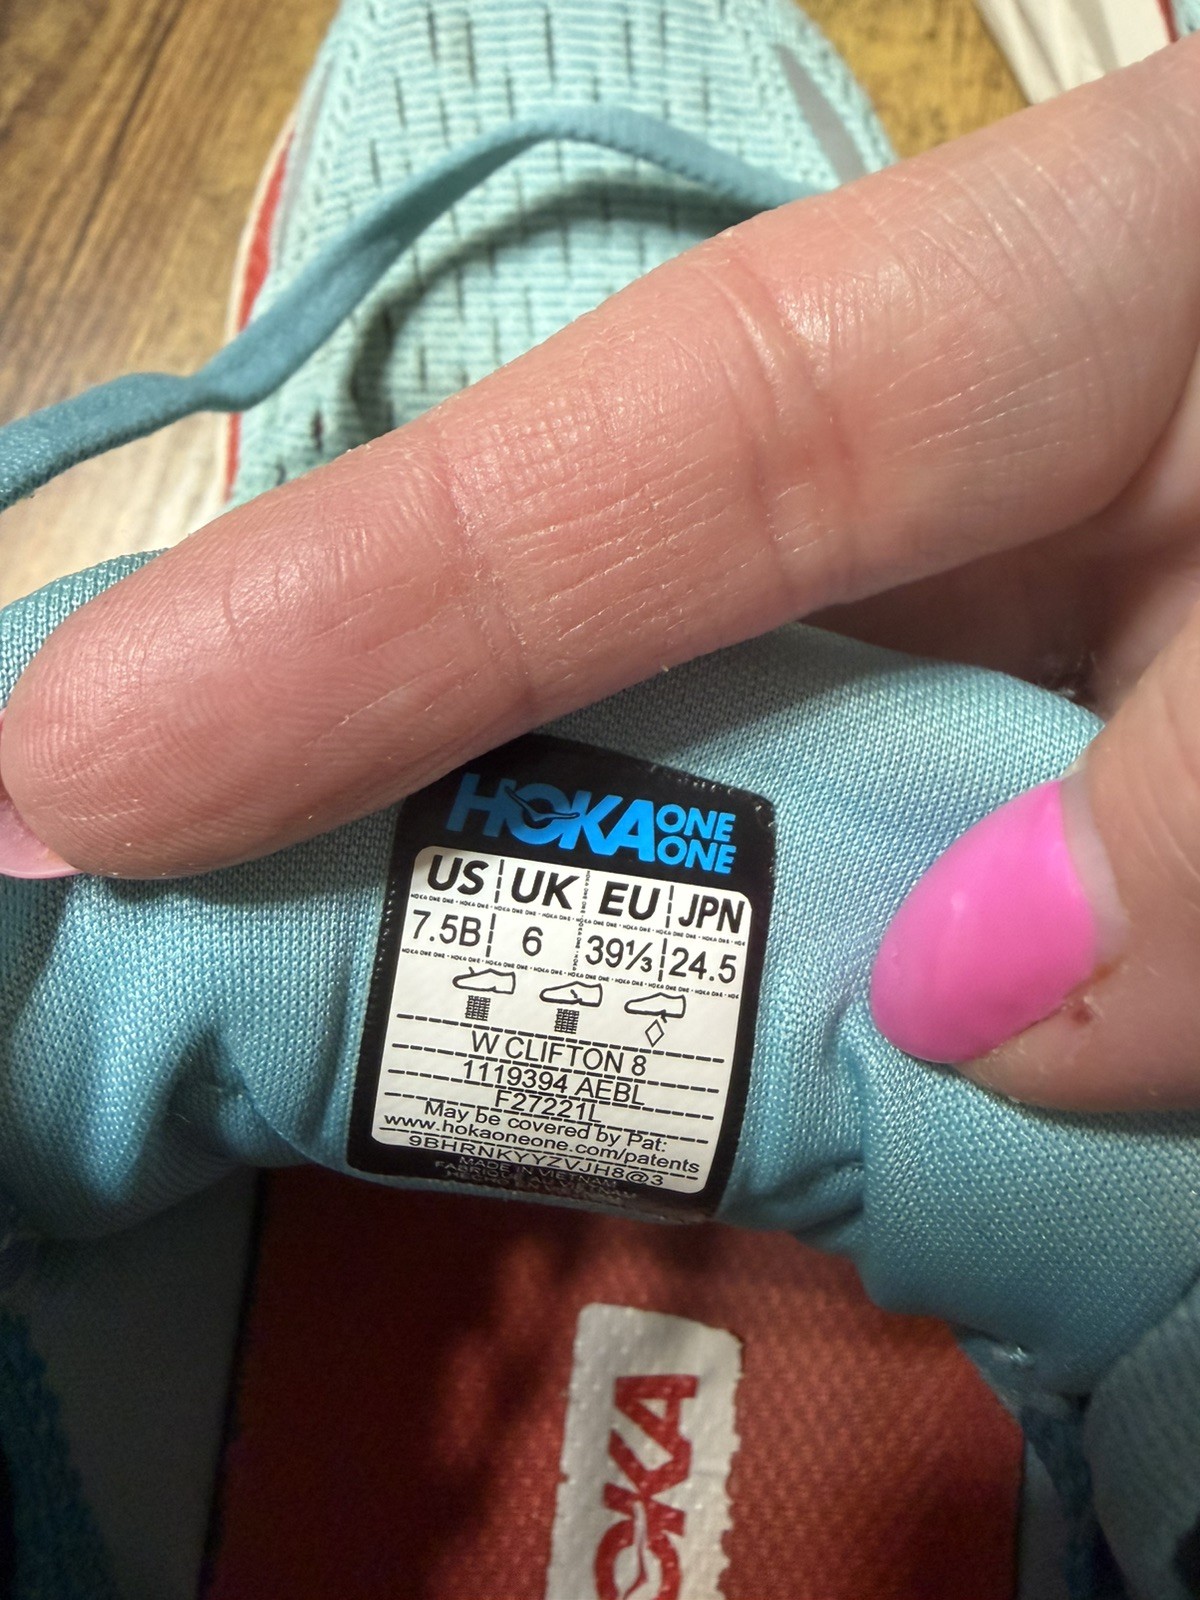 HOKA ONE ONE
US UK EU JPN
7.5B 6 39⅓ 24.5
W CLIFTON 8
1119394 AEBL
F27221L
May be covered by Pat:
www.hokaoneone.com/patents
9BHRNKYYZVJH8@3
MADE IN VIETNAM
HOKA